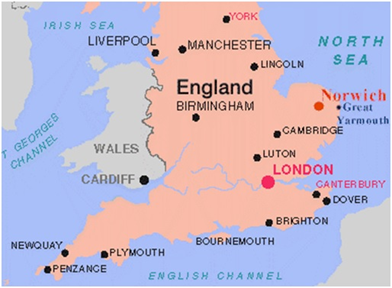 YORK
IRISH SEA
LIVERPOOL
MANCHESTER
NORTH
SEA
LINCOLN
England
BIRMINGHAM
Norwich
Great
Yarmouth
CAMBRIDGE
T GEORGES
CHANNEL
WALES
LUTON
LONDON
CARDIFF
CANTERBURY
DOVER
BRIGHTON
BOURNEMOUTH
NEWQUAY
PLYMOUTH
PENZANCE
ENGLISH CHANNEL